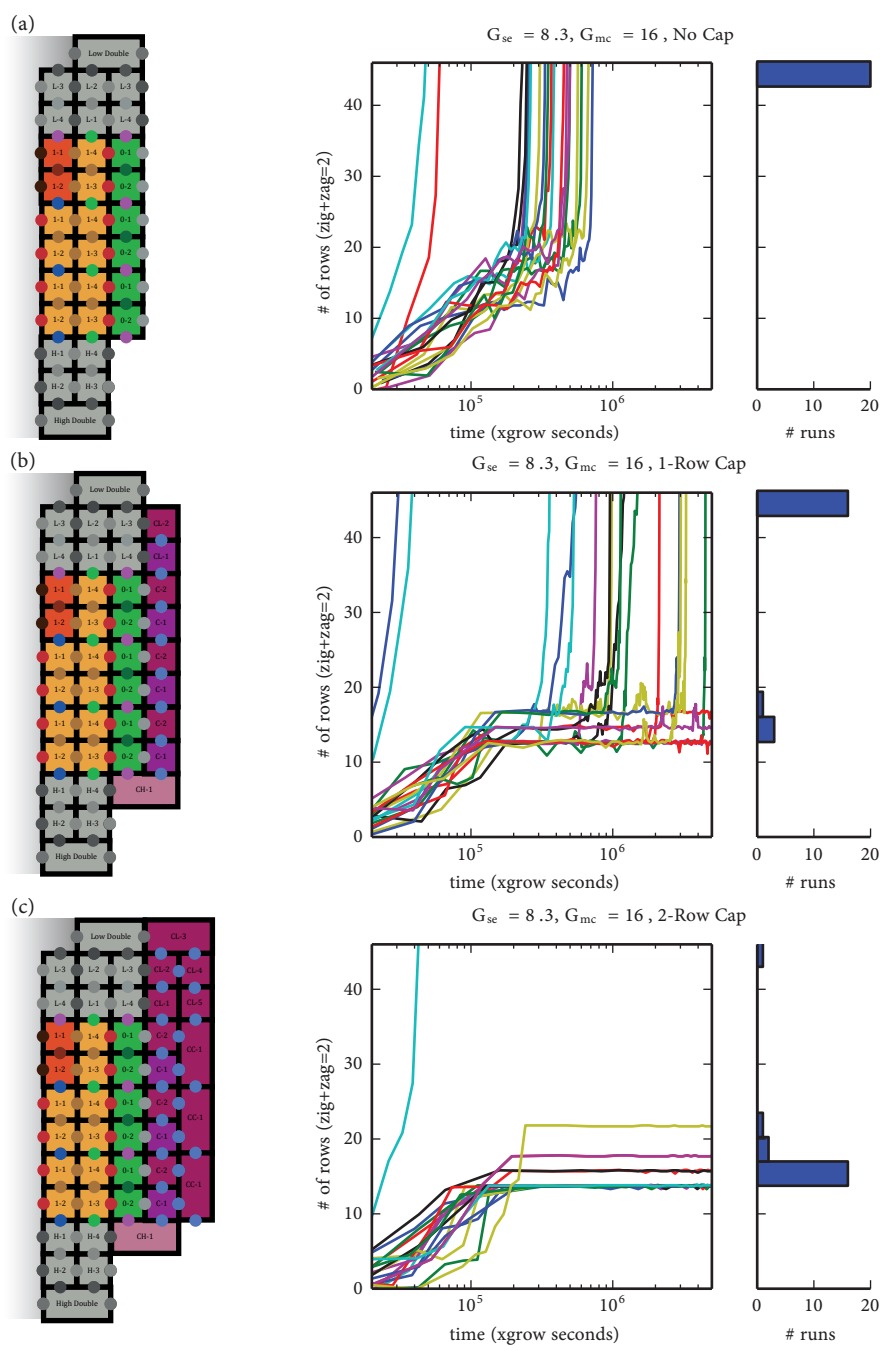 (a)
Low Double
L-3 L-2 L-3
L-4 L-1 L-4
1-1 1-4 0-1
1-2 1-3 0-2
1-1 1-4 0-1
1-2 1-3 0-2
1-1 1-4 0-1
1-2 1-3 0-2
H-1 H-4
H-2 H-3
High Double
G_se = 8.3, G_mc = 16, No Cap
# of rows (zig+zag=2)
40
30
20
10
0
10^5 10^6
time (xgrow seconds)
0 10 20
# runs
(b)
Low Double
L-3 L-2 L-3 CL-2
L-4 L-1 L-4 CL-1
1-1 1-4 0-1 C-2
1-2 1-3 0-2 C-1
1-1 1-4 0-1 C-2
1-2 1-3 0-2 C-1
1-1 1-4 0-1 C-2
1-2 1-3 0-2 C-1
H-1 H-4 CH-1
H-2 H-3
High Double
G_se = 8.3, G_mc = 16, 1-Row Cap
# of rows (zig+zag=2)
40
30
20
10
0
10^5 10^6
time (xgrow seconds)
0 10 20
# runs
(c)
Low Double CL-3
L-3 L-2 L-3 CL-2 CL-4
L-4 L-1 L-4 CL-1 CL-5
1-1 1-4 0-1 C-2
CC-1
1-2 1-3 0-2 C-1
1-1 1-4 0-1 C-2
CC-1
1-2 1-3 0-2 C-1
1-1 1-4 0-1 C-2
CC-1
1-2 1-3 0-2 C-1
H-1 H-4 CH-1
H-2 H-3
High Double
G_se = 8.3, G_mc = 16, 2-Row Cap
# of rows (zig+zag=2)
40
30
20
10
0
10^5 10^6
time (xgrow seconds)
0 10 20
# runs